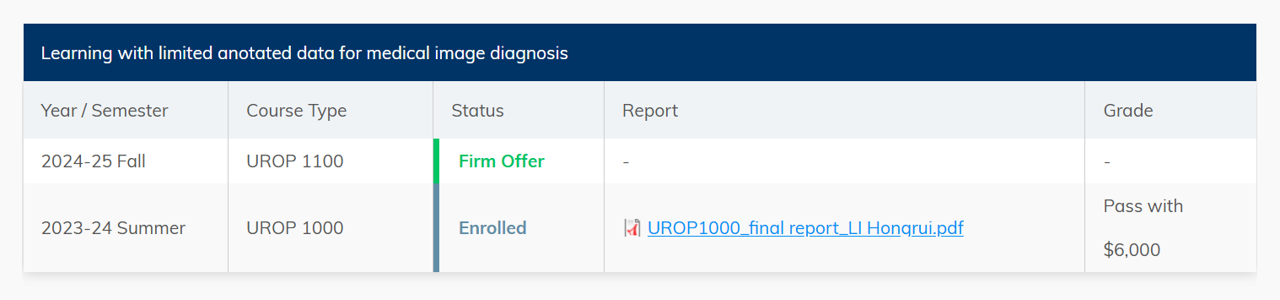 Learning with limited anotated data for medical image diagnosis
Year / Semester Course Type Status Report Grade
2024-25 Fall UROP 1100 Firm Offer - -
2023-24 Summer UROP 1000 Enrolled UROP1000_final report_LI Hongrui.pdf Pass with
$6,000